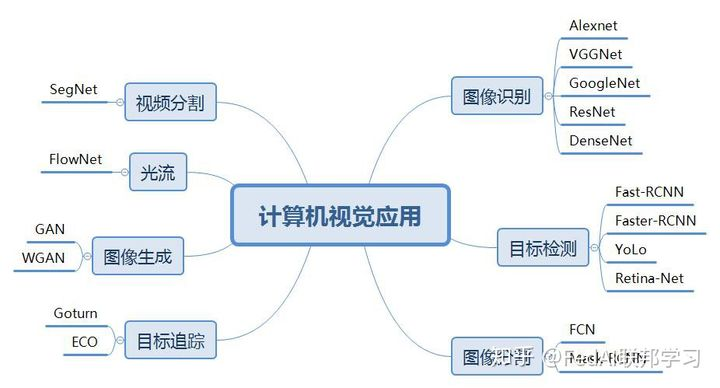 计算机视觉应用
视频分割
SegNet
光流
FlowNet
图像生成
GAN
WGAN
目标追踪
Goturn
ECO
图像识别
Alexnet
VGGNet
GoogleNet
ResNet
DenseNet
目标检测
Fast-RCNN
Faster-RCNN
YoLo
Retina-Net
图像分割
FCN
Mask-RCNN
知乎 @FedAI联邦学习